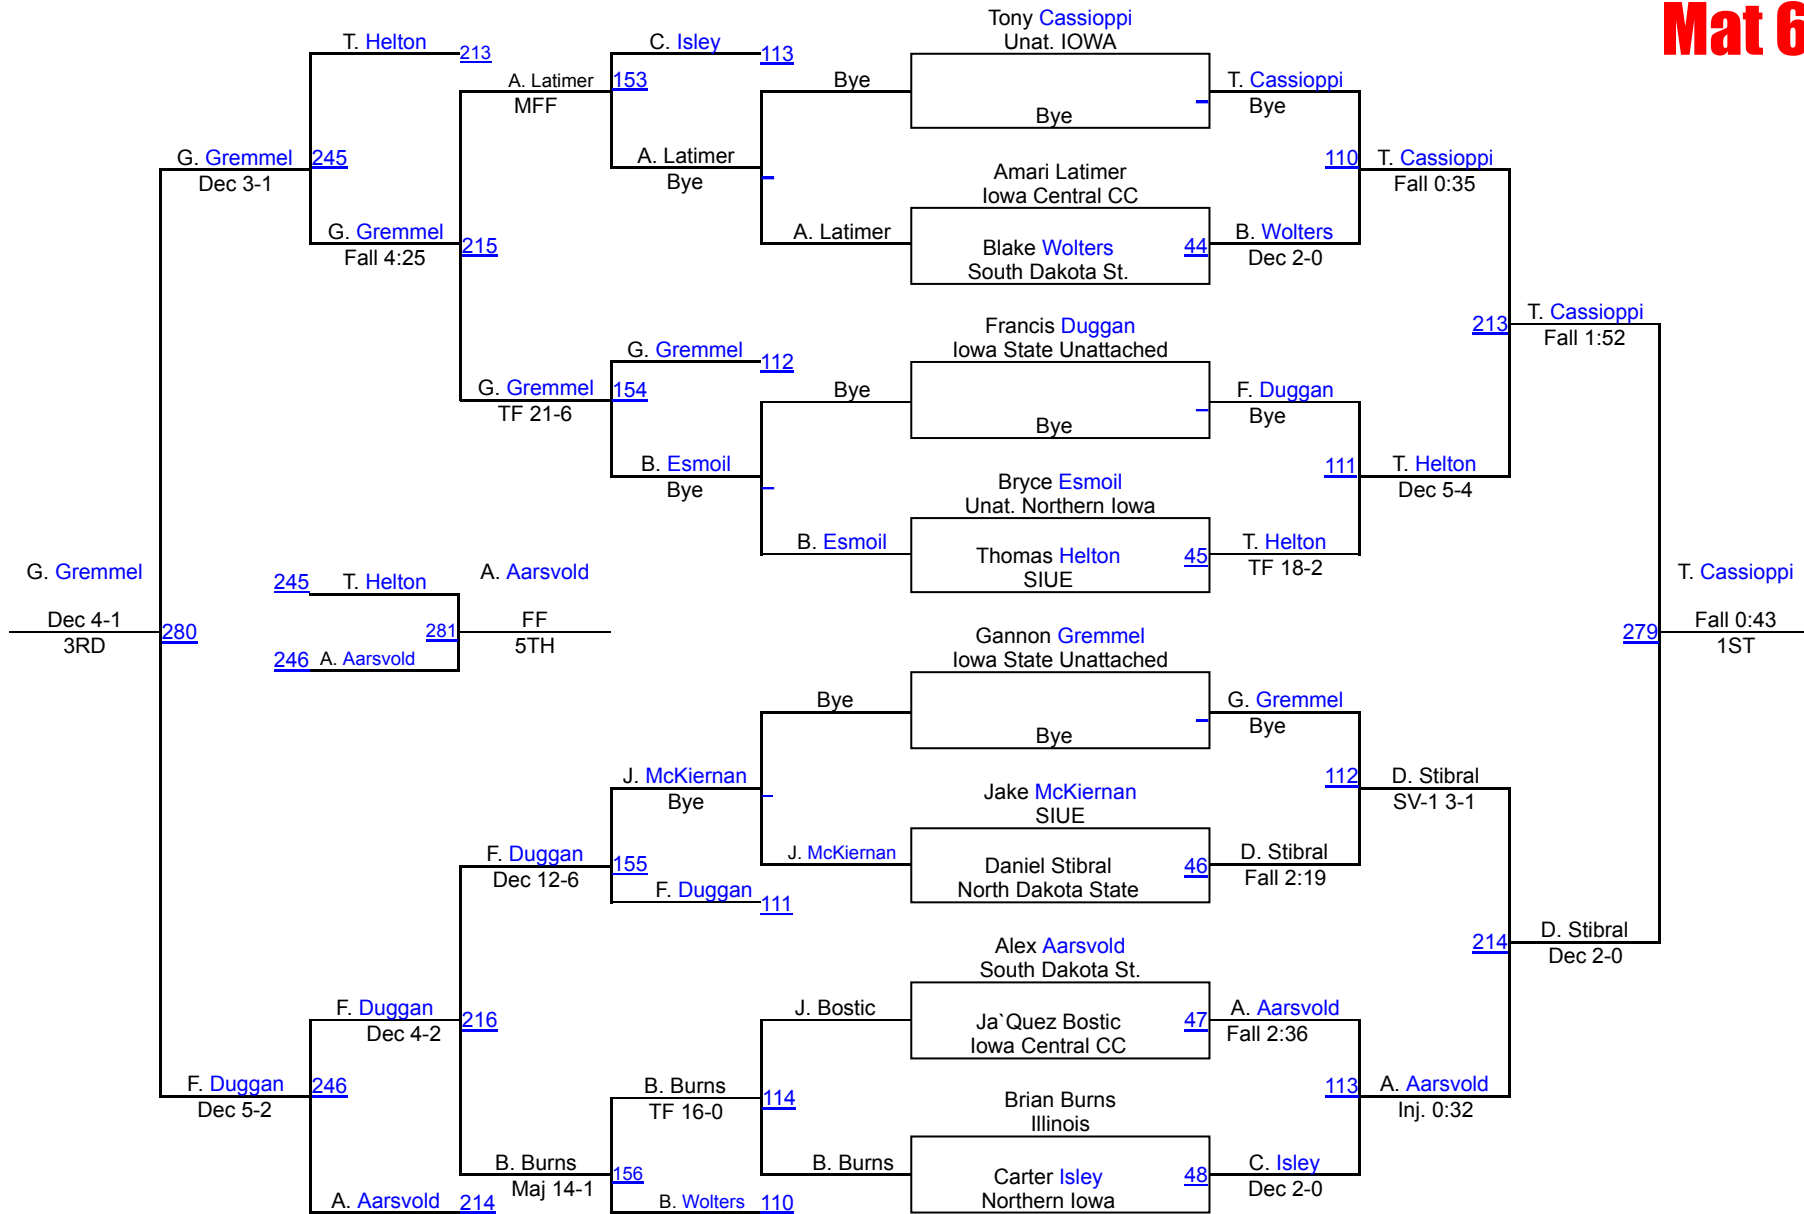 Mat 6
Tony Cassioppi
Unat. IOWA
T. Helton
213
C. Isley
113
A. Latimer
MFF
153
Bye
Bye
T. Cassioppi
Bye
G. Gremmel
Dec 3-1
245
A. Latimer
Bye
Amari Latimer
Iowa Central CC
110
T. Cassioppi
Fall 0:35
G. Gremmel
Fall 4:25
215
A. Latimer
Blake Wolters
South Dakota St.
44
B. Wolters
Dec 2-0
Francis Duggan
Iowa State Unattached
213
T. Cassioppi
Fall 1:52
G. Gremmel
112
G. Gremmel
TF 21-6
154
Bye
Bye
F. Duggan
Bye
B. Esmoil
Bye
Bryce Esmoil
Unat. Northern Iowa
111
T. Helton
Dec 5-4
B. Esmoil
Thomas Helton
SIUE
45
T. Helton
TF 18-2
G. Gremmel
Dec 4-1
3RD
280
245
T. Helton
246
A. Aarsvold
281
A. Aarsvold
FF
5TH
T. Cassioppi
279
Fall 0:43
1ST
Gannon Gremmel
Iowa State Unattached
Bye
Bye
G. Gremmel
Bye
J. McKiernan
Bye
Jake McKiernan
SIUE
112
D. Stibral
SV-1 3-1
F. Duggan
Dec 12-6
155
J. McKiernan
Daniel Stibral
North Dakota State
46
D. Stibral
Fall 2:19
F. Duggan
111
Alex Aarsvold
South Dakota St.
214
D. Stibral
Dec 2-0
F. Duggan
Dec 4-2
216
J. Bostic
Ja`Quez Bostic
Iowa Central CC
47
A. Aarsvold
Fall 2:36
F. Duggan
Dec 5-2
246
B. Burns
TF 16-0
114
Brian Burns
Illinois
113
A. Aarsvold
Inj. 0:32
B. Burns
Maj 14-1
156
B. Burns
Carter Isley
Northern Iowa
48
C. Isley
Dec 2-0
A. Aarsvold
214
B. Wolters
110